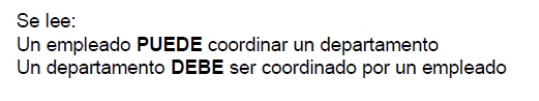 Se lee:
Un empleado PUEDE coordinar un departamento
Un departamento DEBE ser coordinado por un empleado